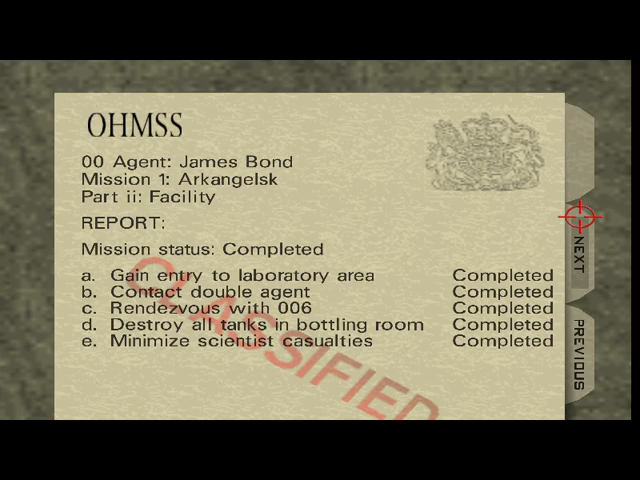 OHMSS
00 Agent: James Bond
Mission 1: Arkangelsk
Part ii: Facility
REPORT:
Mission status: Completed
a. Gain entry to laboratory area Completed
b. Contact double agent Completed
c. Rendezvous with 006 Completed
d. Destroy all tanks in bottling room Completed
e. Minimize scientist casualties Completed
CLASSIFIED
NEXT
PREVIOUS